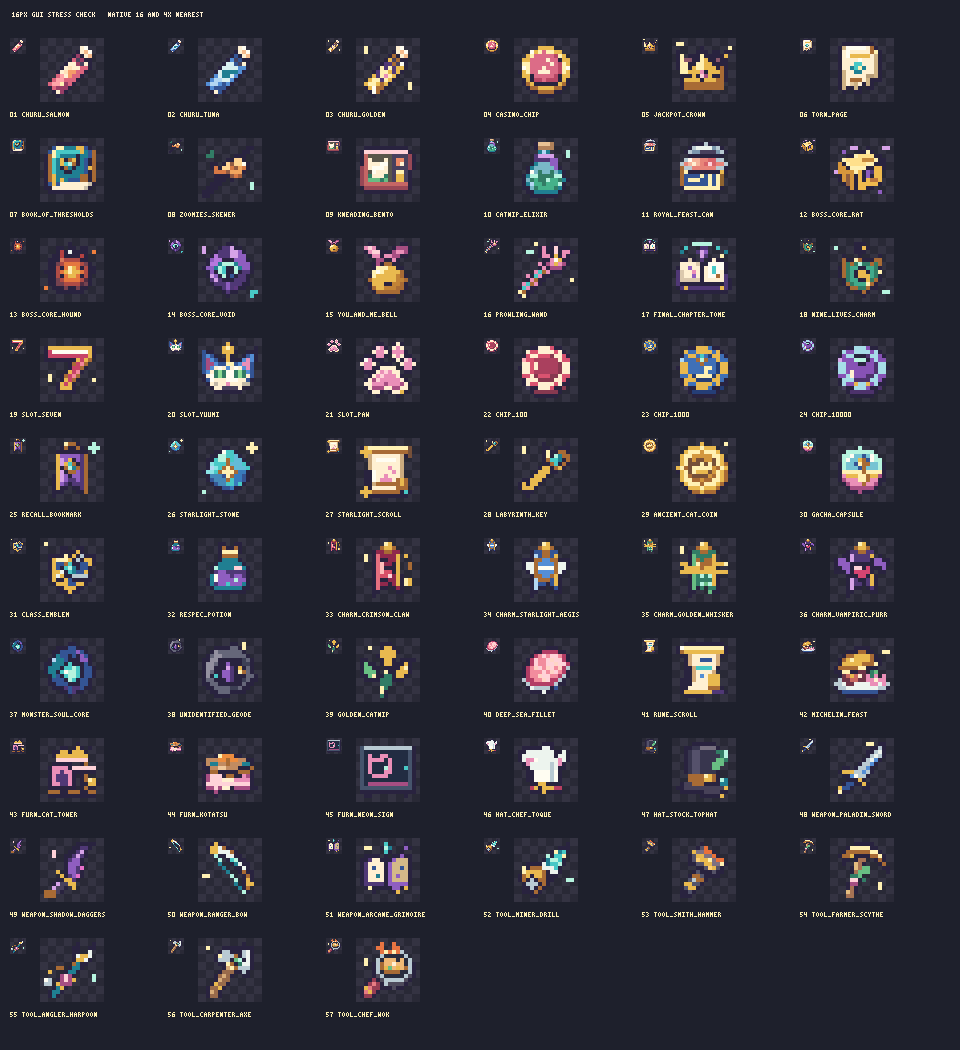 16PX GUI STRESS CHECK   NATIVE 16 AND 4X NEAREST
01 CHURU_SALMON
02 CHURU_TUNA
03 CHURU_GOLDEN
04 CASINO_CHIP
05 JACKPOT_CROWN
06 TORN_PAGE
07 BOOK_OF_THRESHOLDS
08 ZOOMIES_SKEWER
09 KNEADING_BENTO
10 CATNIP_ELIXIR
11 ROYAL_FEAST_CAN
12 BOSS_CORE_RAT
13 BOSS_CORE_HOUND
14 BOSS_CORE_VOID
15 YOU_AND_ME_BELL
16 PROWLING_WAND
17 FINAL_CHAPTER_TOME
18 NINE_LIVES_CHARM
19 SLOT_SEVEN
20 SLOT_YUUMI
21 SLOT_PAW
22 CHIP_100
23 CHIP_1000
24 CHIP_10000
25 RECALL_BOOKMARK
26 STARLIGHT_STONE
27 STARLIGHT_SCROLL
28 LABYRINTH_KEY
29 ANCIENT_CAT_COIN
30 GACHA_CAPSULE
31 CLASS_EMBLEM
32 RESPEC_POTION
33 CHARM_CRIMSON_CLAW
34 CHARM_STARLIGHT_AEGIS
35 CHARM_GOLDEN_WHISKER
36 CHARM_VAMPIRIC_PURR
37 MONSTER_SOUL_CORE
38 UNIDENTIFIED_GEODE
39 GOLDEN_CATNIP
40 DEEP_SEA_FILLET
41 RUNE_SCROLL
42 MICHELIN_FEAST
43 FURN_CAT_TOWER
44 FURN_KOTATSU
45 FURN_NEON_SIGN
46 HAT_CHEF_TOQUE
47 HAT_STOCK_TOPHAT
48 WEAPON_PALADIN_SWORD
49 WEAPON_SHADOW_DAGGERS
50 WEAPON_RANGER_BOW
51 WEAPON_ARCANE_GRIMOIRE
52 TOOL_MINER_DRILL
53 TOOL_SMITH_HAMMER
54 TOOL_FARMER_SCYTHE
55 TOOL_ANGLER_HARPOON
56 TOOL_CARPENTER_AXE
57 TOOL_CHEF_WOK